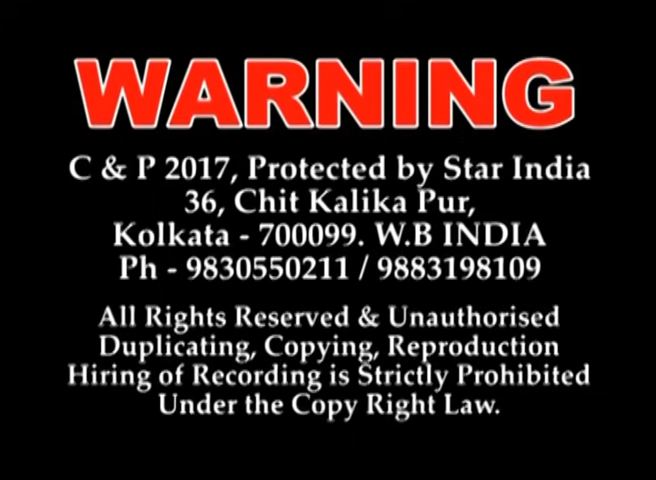 WARNING
C & P 2017, Protected by Star India
36, Chit Kalika Pur,
Kolkata - 700099. W.B INDIA
Ph - 9830550211 / 9883198109
All Rights Reserved & Unauthorised
Duplicating, Copying, Reproduction
Hiring of Recording is Strictly Prohibited
Under the Copy Right Law.